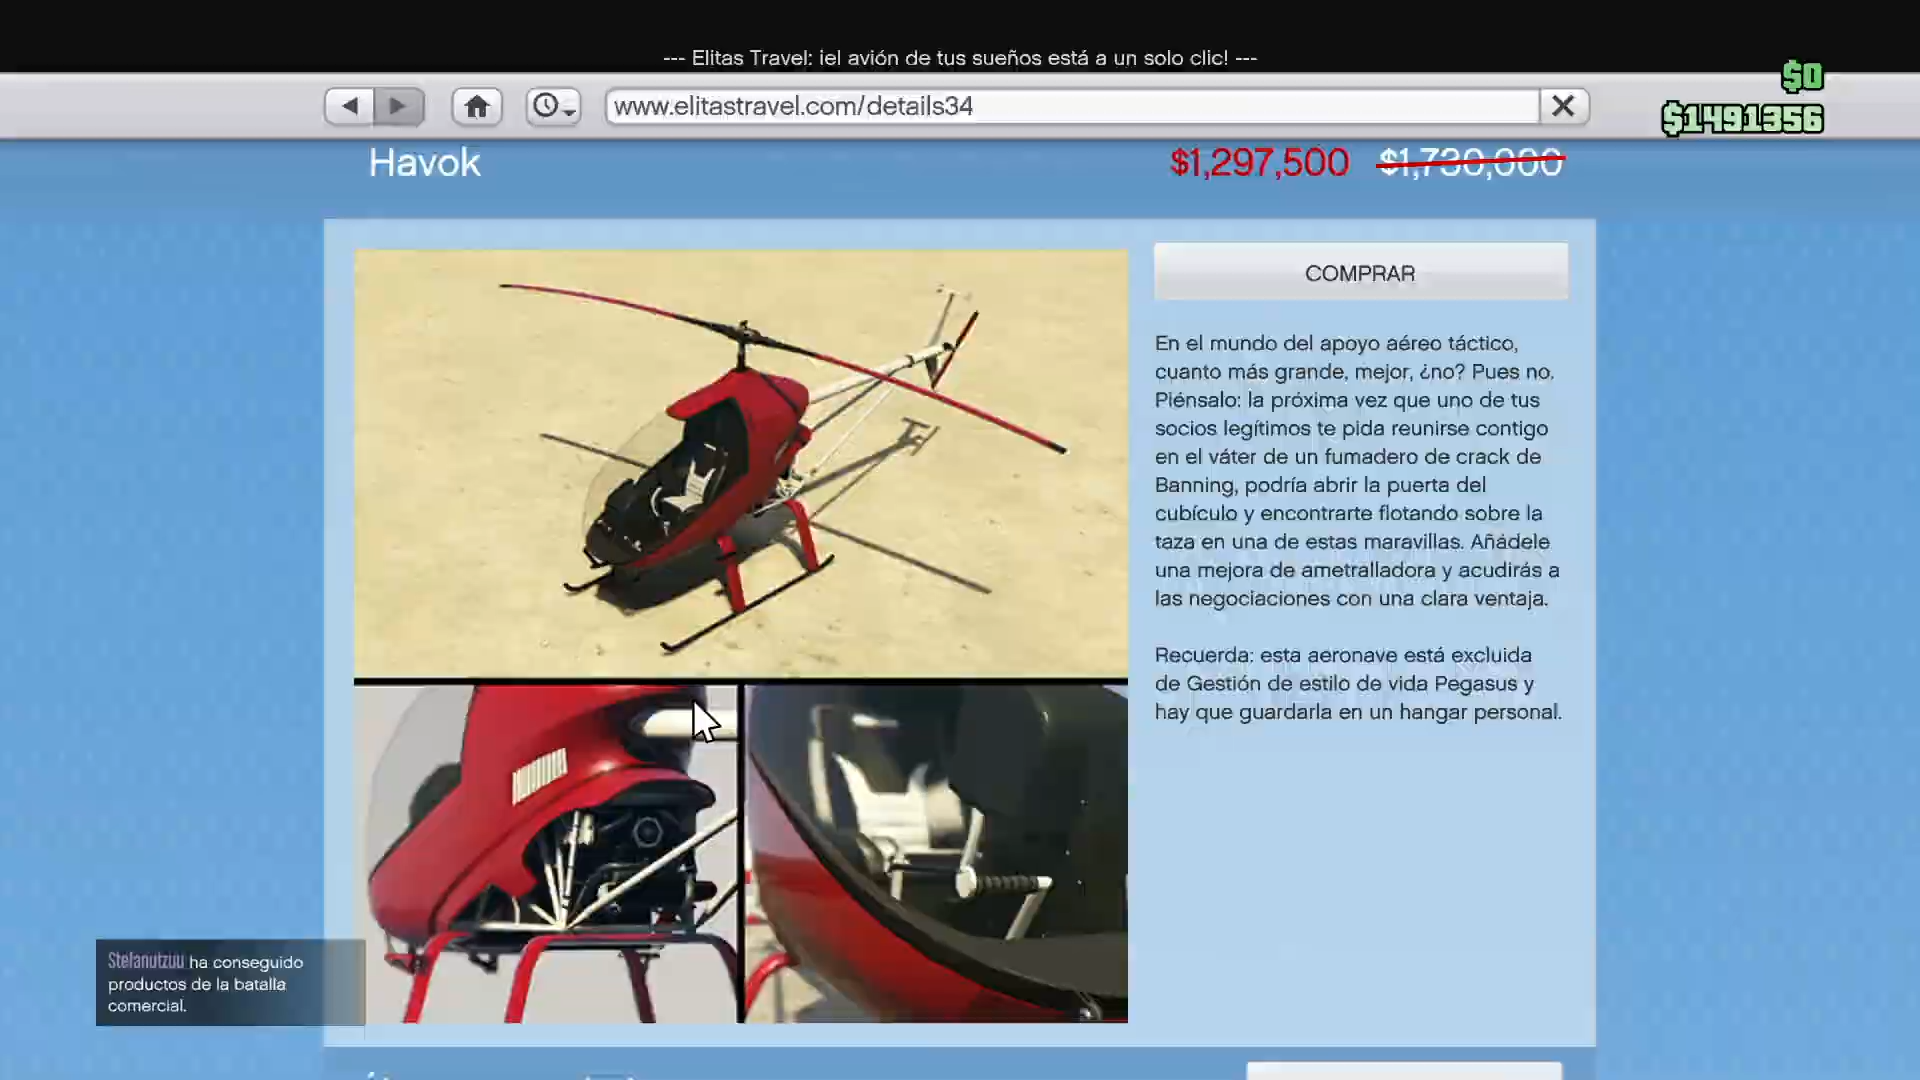 --- Elitas Travel: ¡el avión de tus sueños está a un solo clic! ---
$0
www.elitastravel.com/details34
$1491356
Havok
$1,297,500 $1,730,000
COMPRAR
En el mundo del apoyo aéreo táctico,
cuanto más grande, mejor, ¿no? Pues no.
Piénsalo: la próxima vez que uno de tus
socios legítimos te pida reunirse contigo
en el váter de un fumadero de crack de
Banning, podría abrir la puerta del
cubículo y encontrarte flotando sobre la
taza en una de estas maravillas. Añádele
una mejora de ametralladora y acudirás a
las negociaciones con una clara ventaja.
Recuerda: esta aeronave está excluida
de Gestión de estilo de vida Pegasus y
hay que guardarla en un hangar personal.
Stefanutzuu ha conseguido
productos de la batalla
comercial.